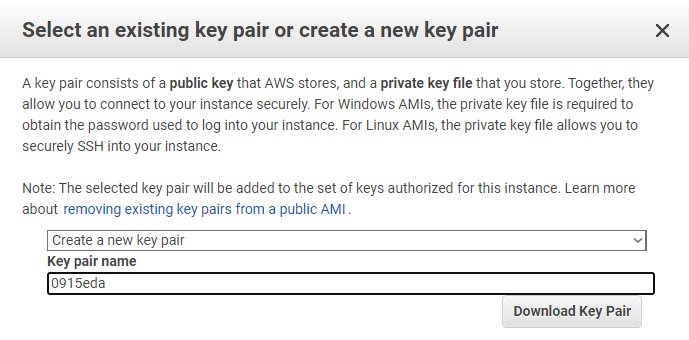 Select an existing key pair or create a new key pair
A key pair consists of a public key that AWS stores, and a private key file that you store. Together, they
allow you to connect to your instance securely. For Windows AMIs, the private key file is required to
obtain the password used to log into your instance. For Linux AMIs, the private key file allows you to
securely SSH into your instance.
Note: The selected key pair will be added to the set of keys authorized for this instance. Learn more
about removing existing key pairs from a public AMI .
Create a new key pair
Key pair name
0915eda
Download Key Pair